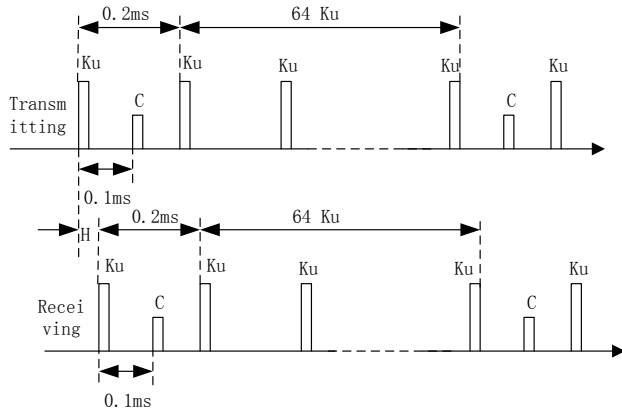 0.2ms 64 Ku
Ku Ku Ku Ku Ku
C C
Transm
itting
0.1ms
0.2ms 64 Ku
H
Ku Ku Ku Ku Ku
C C
Recei
ving
0.1ms